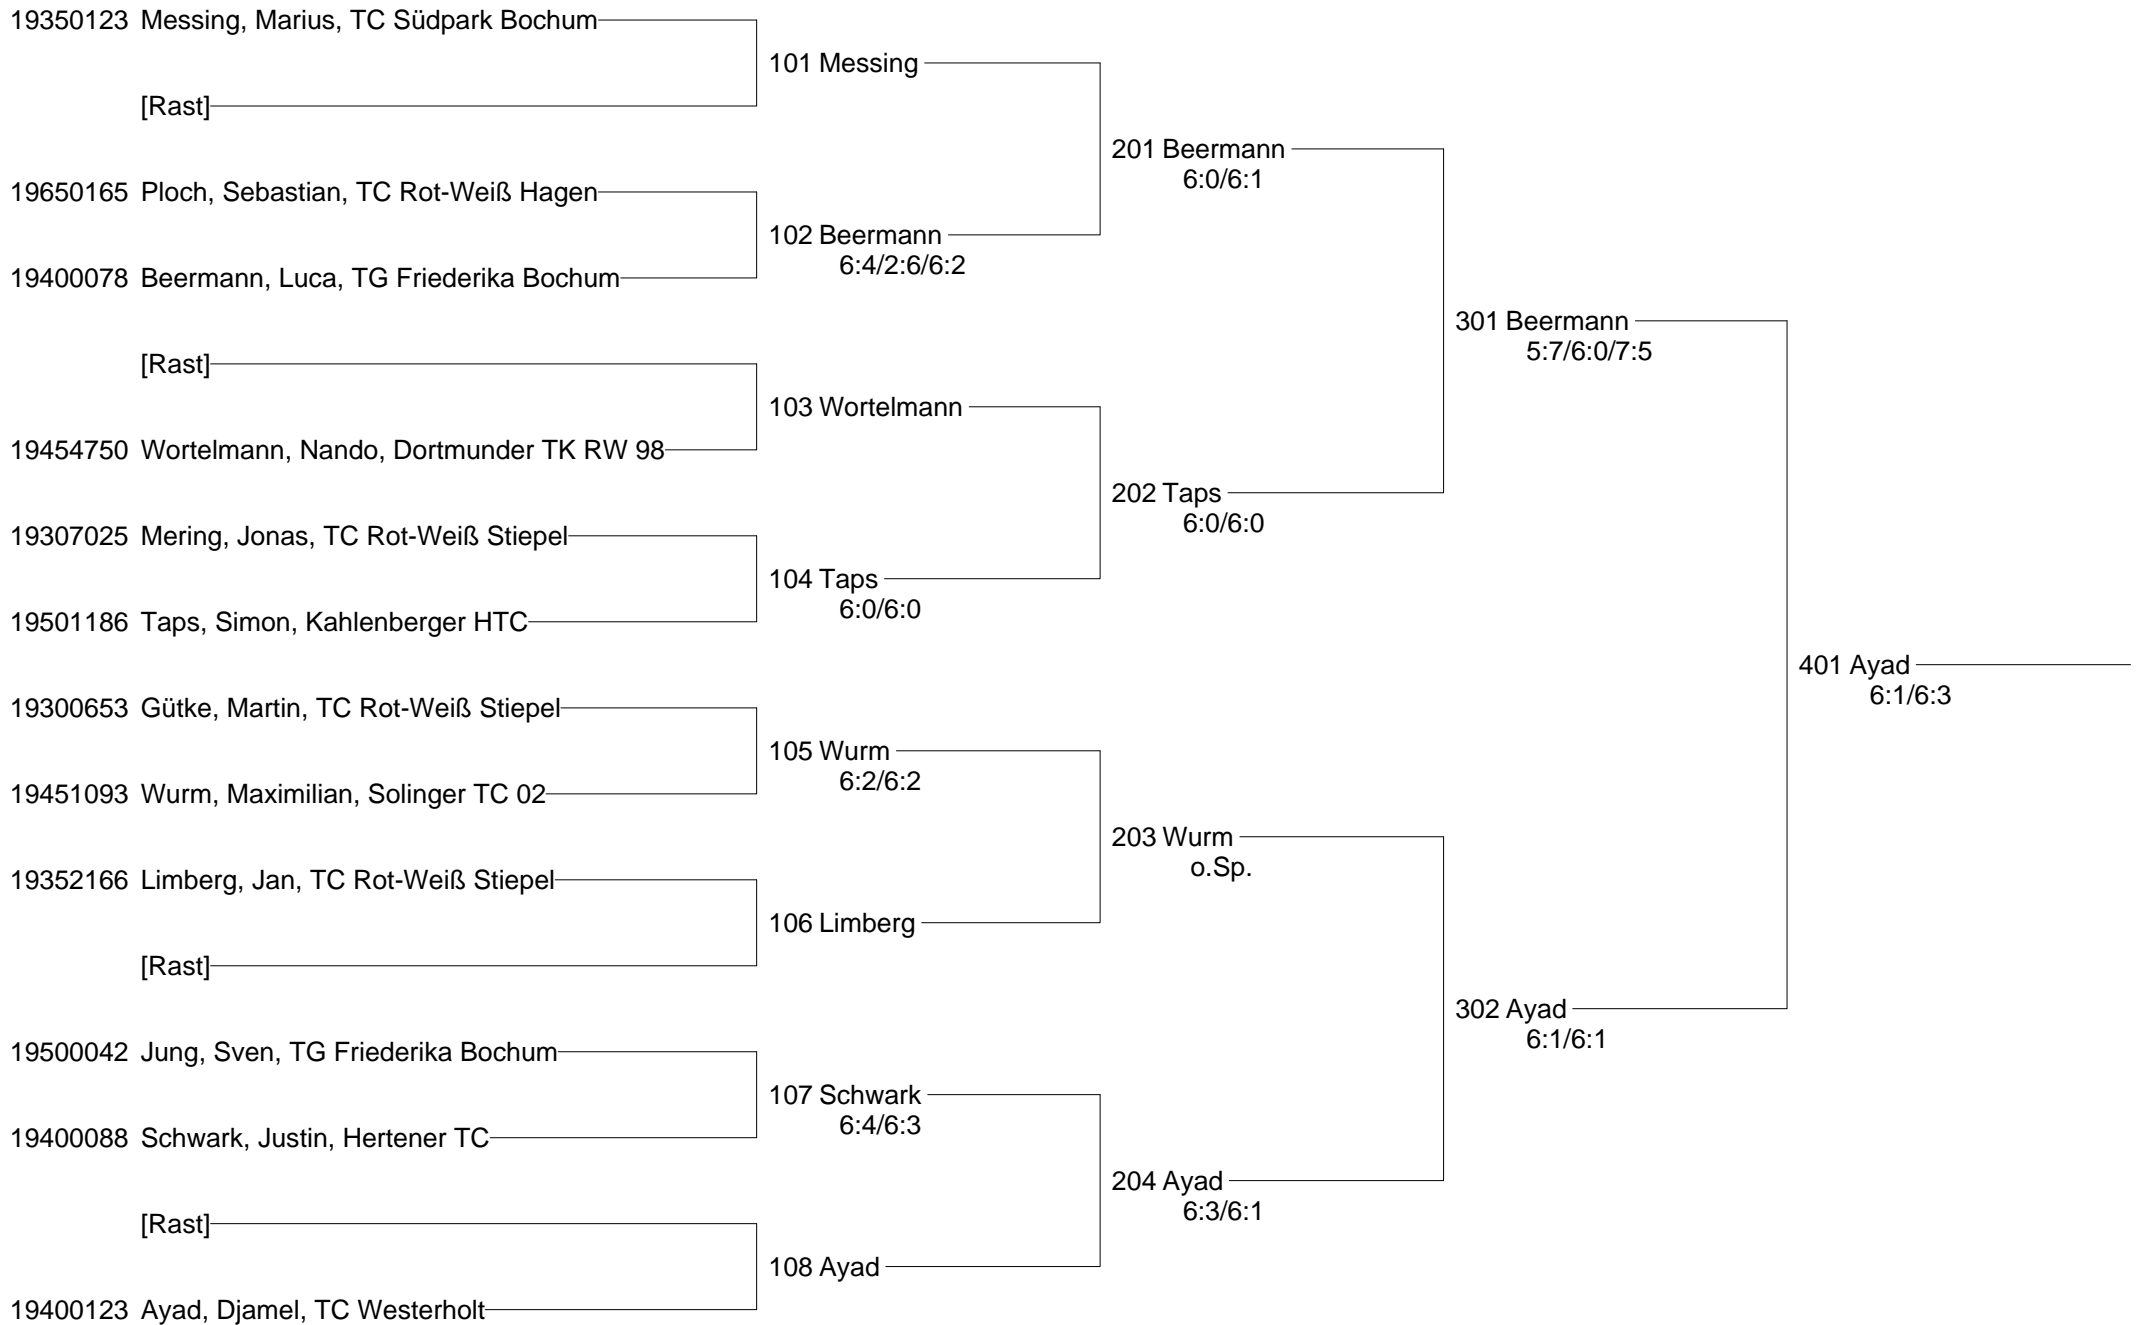 19350123 Messing, Marius, TC Südpark Bochum
101 Messing
[Rast]
201 Beermann
6:0/6:1
19650165 Ploch, Sebastian, TC Rot-Weiß Hagen
102 Beermann
6:4/2:6/6:2
19400078 Beermann, Luca, TG Friederika Bochum
301 Beermann
5:7/6:0/7:5
[Rast]
103 Wortelmann
19454750 Wortelmann, Nando, Dortmunder TK RW 98
202 Taps
6:0/6:0
19307025 Mering, Jonas, TC Rot-Weiß Stiepel
104 Taps
6:0/6:0
19501186 Taps, Simon, Kahlenberger HTC
401 Ayad
6:1/6:3
19300653 Gütke, Martin, TC Rot-Weiß Stiepel
105 Wurm
6:2/6:2
19451093 Wurm, Maximilian, Solinger TC 02
203 Wurm
o.Sp.
19352166 Limberg, Jan, TC Rot-Weiß Stiepel
106 Limberg
[Rast]
302 Ayad
6:1/6:1
19500042 Jung, Sven, TG Friederika Bochum
107 Schwark
6:4/6:3
19400088 Schwark, Justin, Hertener TC
204 Ayad
6:3/6:1
[Rast]
108 Ayad
19400123 Ayad, Djamel, TC Westerholt